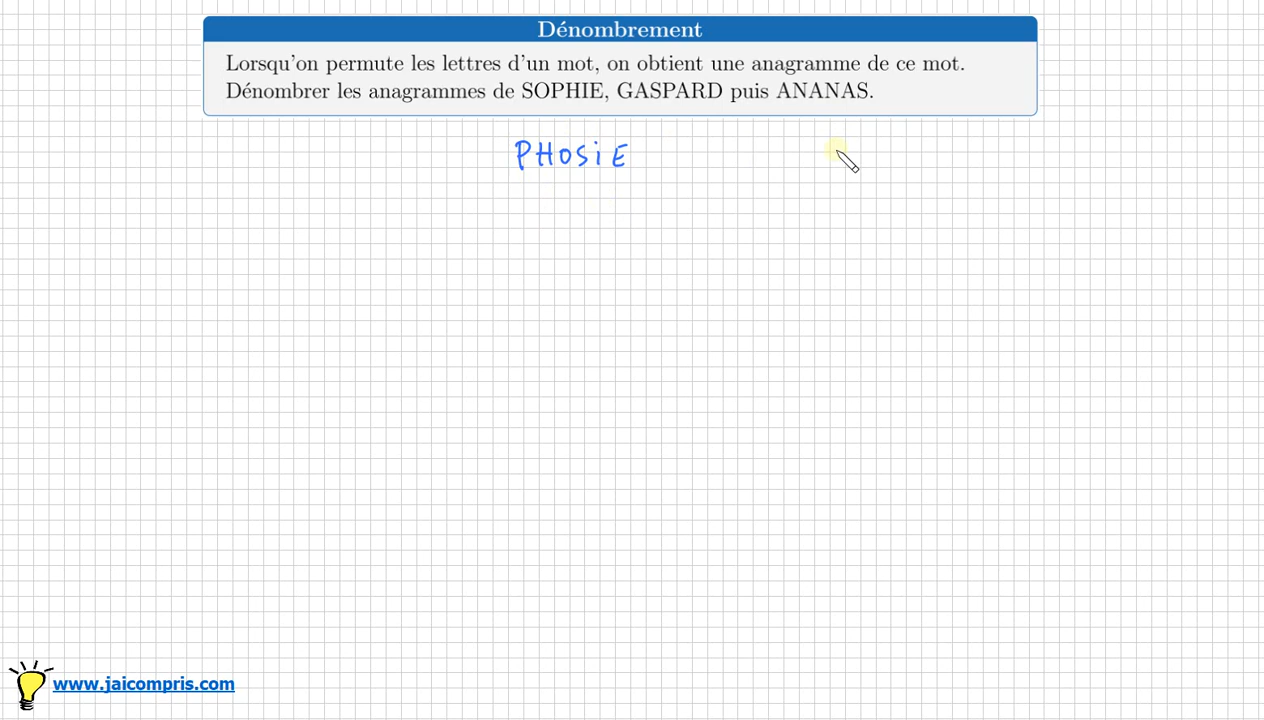 Dénombrement
Lorsqu'on permute les lettres d'un mot, on obtient une anagramme de ce mot.
Dénombrer les anagrammes de SOPHIE, GASPARD puis ANANAS.
PHOSiE
www.jaicompris.com